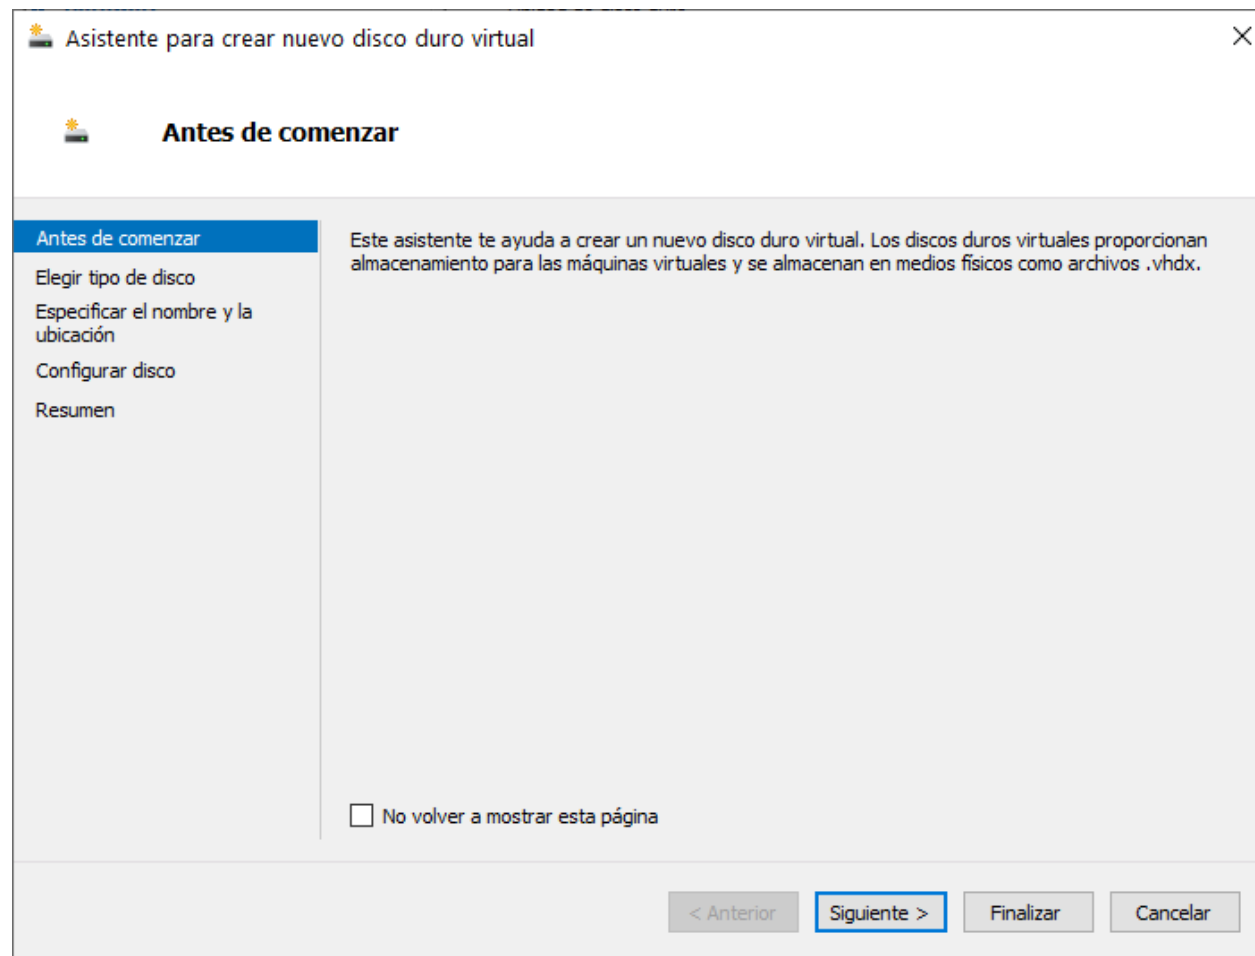 Asistente para crear nuevo disco duro virtual
Antes de comenzar
Antes de comenzar
Elegir tipo de disco
Especificar el nombre y la
ubicación
Configurar disco
Resumen
Este asistente te ayuda a crear un nuevo disco duro virtual. Los discos duros virtuales proporcionan
almacenamiento para las máquinas virtuales y se almacenan en medios físicos como archivos .vhdx.
No volver a mostrar esta página
< Anterior
Siguiente >
Finalizar
Cancelar